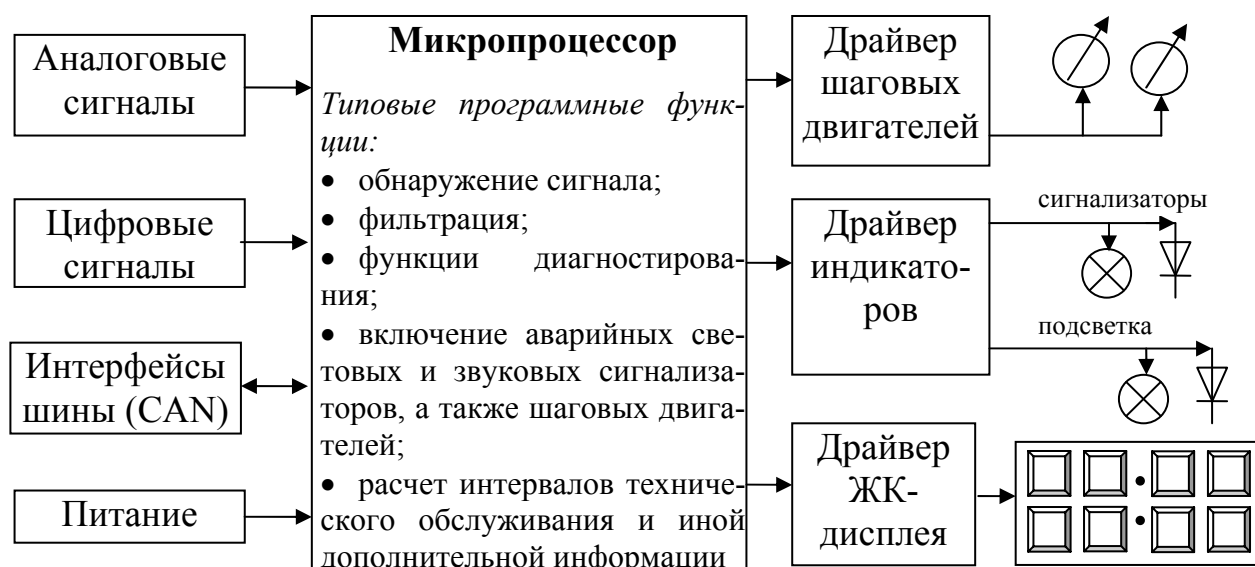 Аналоговые
сигналы
Цифровые
сигналы
Интерфейсы
шины (CAN)
Питание
Микропроцессор
Типовые программные функ-
ции:
• обнаружение сигнала;
• фильтрация;
• функции диагностирова-
ния;
• включение аварийных све-
товых и звуковых сигнализа-
торов, а также шаговых двига-
телей;
• расчет интервалов техниче-
ского обслуживания и иной
дополнительной информации
Драйвер
шаговых
двигателей
Драйвер
индикато-
ров
сигнализаторы
подсветка
Драйвер
ЖК-
дисплея